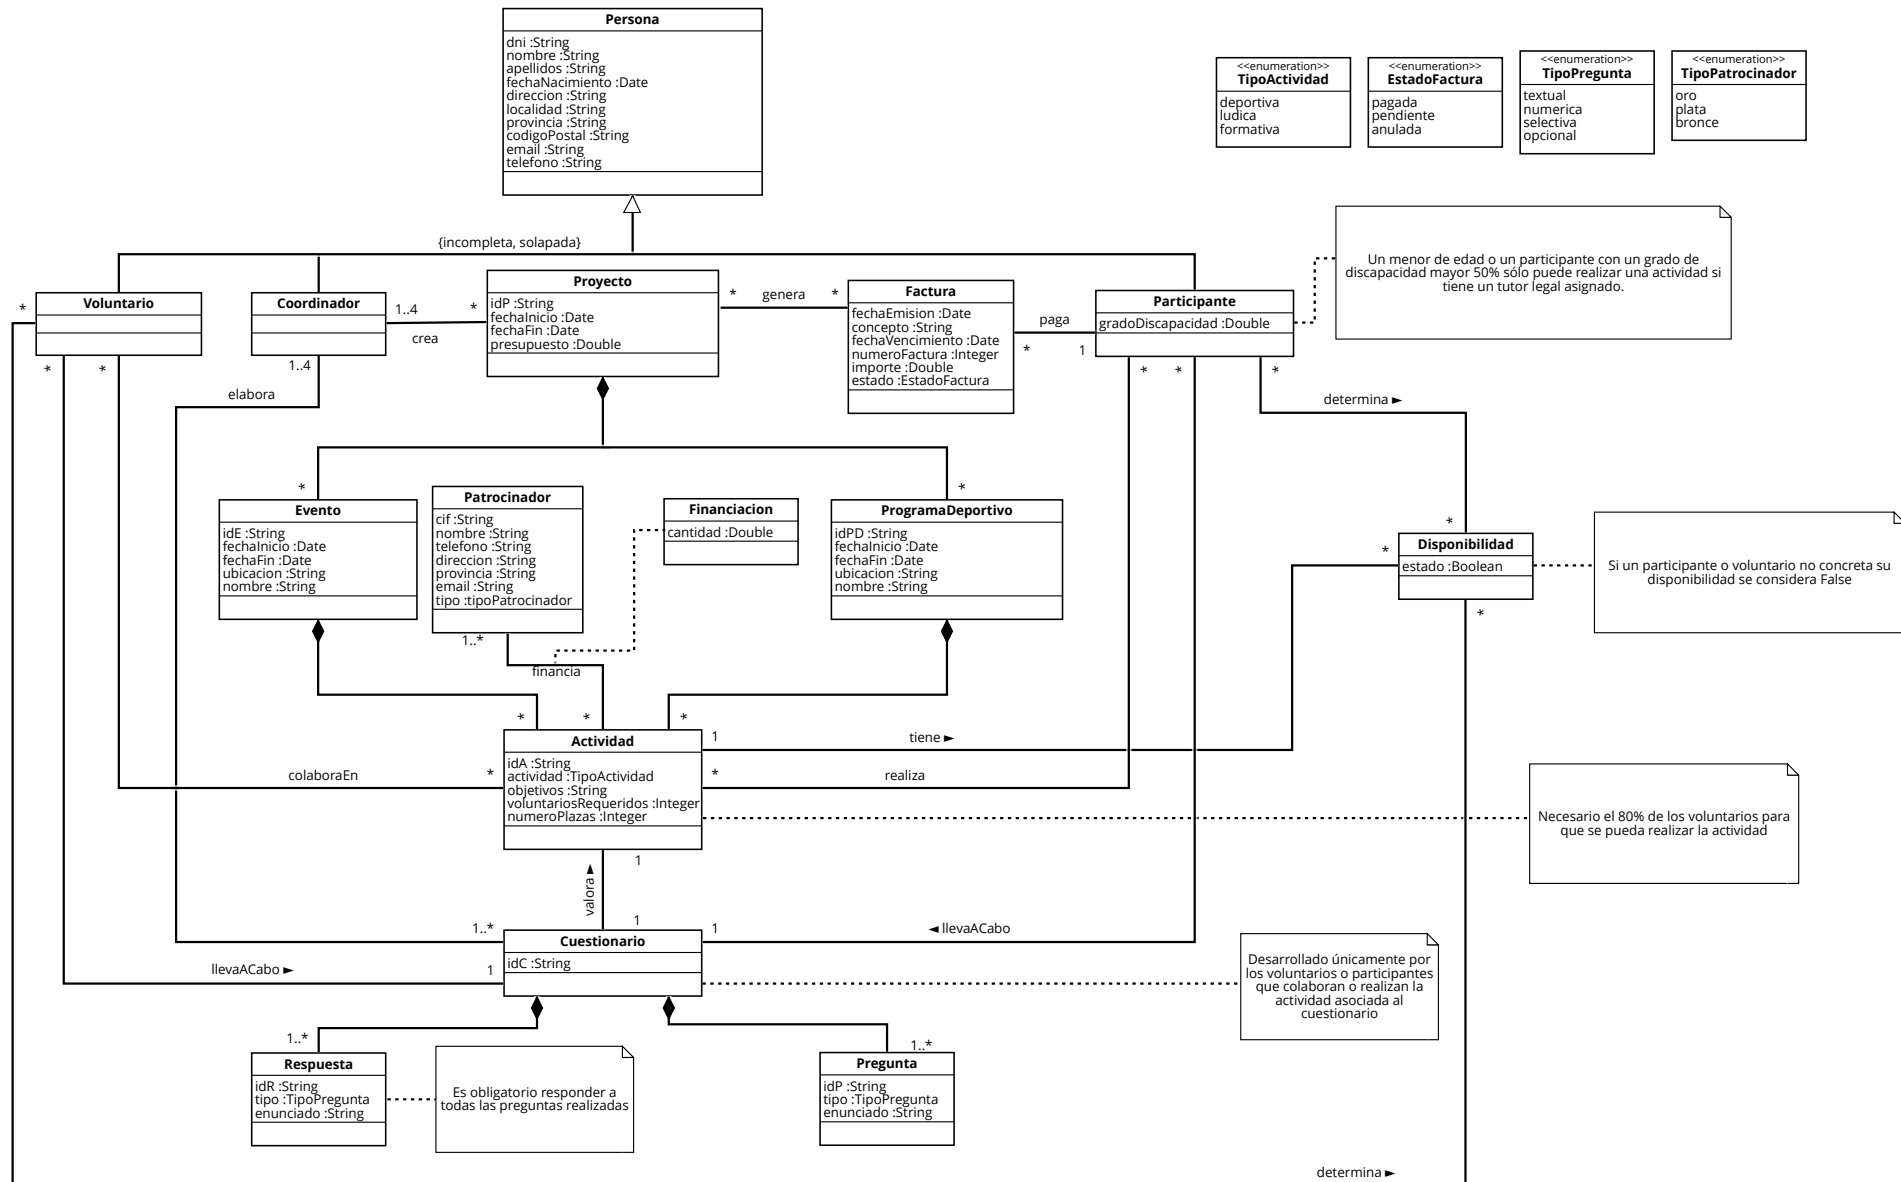 Persona
dni :String
nombre :String
apellidos :String
fechaNacimiento :Date
direccion :String
localidad :String
provincia :String
codigoPostal :String
email :String
telefono :String
<<enumeration>>
TipoActividad
deportiva
ludica
formativa
<<enumeration>>
EstadoFactura
pagada
pendiente
anulada
<<enumeration>>
TipoPregunta
textual
numerica
selectiva
opcional
<<enumeration>>
TipoPatrocinador
oro
plata
bronce
{incompleta, solapada}
Un menor de edad o un participante con un grado de
discapacidad mayor 50% sólo puede realizar una actividad si
tiene un tutor legal asignado.
*
Voluntario
*
*
Coordinador
1..4
*
crea
1..4
elabora
Proyecto
idP :String
fechaInicio :Date
fechaFin :Date
presupuesto :Double
*
genera
*
Factura
fechaEmision :Date
concepto :String
fechaVencimiento :Date
numeroFactura :Integer
importe :Double
estado :EstadoFactura
paga
*
1
Participante
gradoDiscapacidad :Double
*
*
*
determina ►
*
Evento
idE :String
fechaInicio :Date
fechaFin :Date
ubicacion :String
nombre :String
Patrocinador
cif :String
nombre :String
telefono :String
direccion :String
provincia :String
email :String
tipo :tipoPatrocinador
1..*
financia
Financiacion
cantidad :Double
*
ProgramaDeportivo
idPD :String
fechaInicio :Date
fechaFin :Date
ubicacion :String
nombre :String
*
*
Disponibilidad
estado :Boolean
*
Si un participante o voluntario no concreta su
disponibilidad se considera False
*
*
*
Actividad
idA :String
actividad :TipoActividad
objetivos :String
voluntariosRequeridos :Integer
numeroPlazas :Integer
1
tiene ►
colaboraEn
*
*
realiza
Necesario el 80% de los voluntarios para
que se pueda realizar la actividad
1
valora ►
1
1..*
1
◄ llevaACabo
Cuestionario
idC :String
llevaACabo ►
1
Desarrollado únicamente por
los voluntarios o participantes
que colaboran o realizan la
actividad asociada al
cuestionario
1..*
Respuesta
idR :String
tipo :TipoPregunta
enunciado :String
Es obligatorio responder a
todas las preguntas realizadas
1..*
Pregunta
idP :String
tipo :TipoPregunta
enunciado :String
determina ►